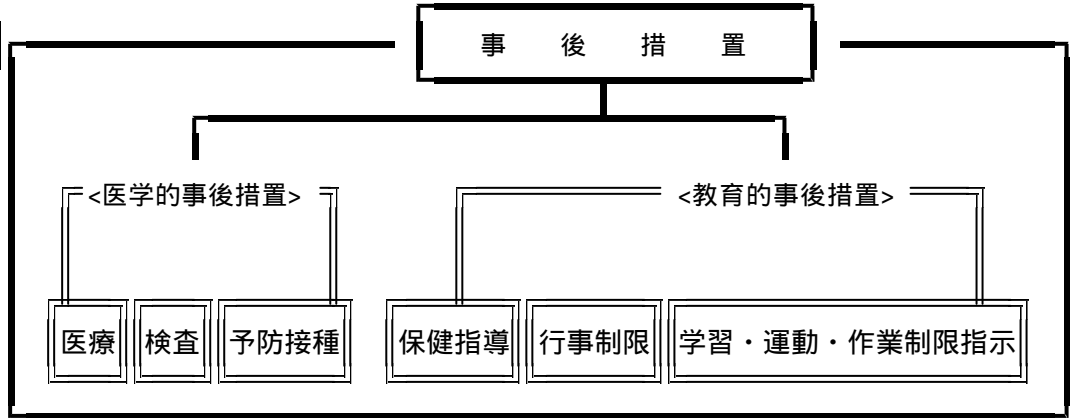 事　後　措　置
<医学的事後措置>　<教育的事後措置>
医療　検査　予防接種　保健指導　行事制限　学習・運動・作業制限指示